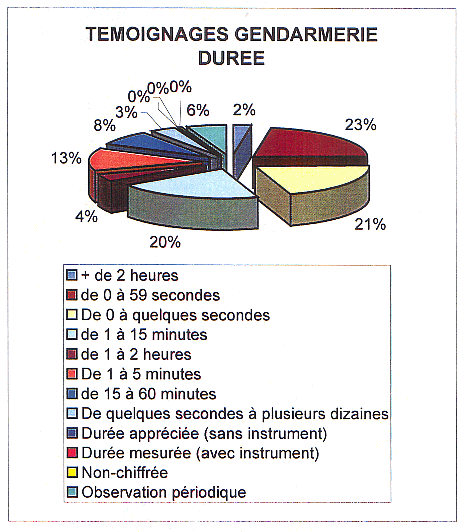 TEMOIGNAGES GENDARMERIE
DUREE
0%
0%
0%
3%
6%
2%
8%
23%
13%
4%
21%
20%
+ de 2 heures
de 0 à 59 secondes
De 0 à quelques secondes
de 1 à 15 minutes
de 1 à 2 heures
De 1 à 5 minutes
de 15 à 60 minutes
De quelques secondes à plusieurs dizaines
Durée appréciée (sans instrument)
Durée mesurée (avec instrument)
Non-chiffrée
Observation périodique